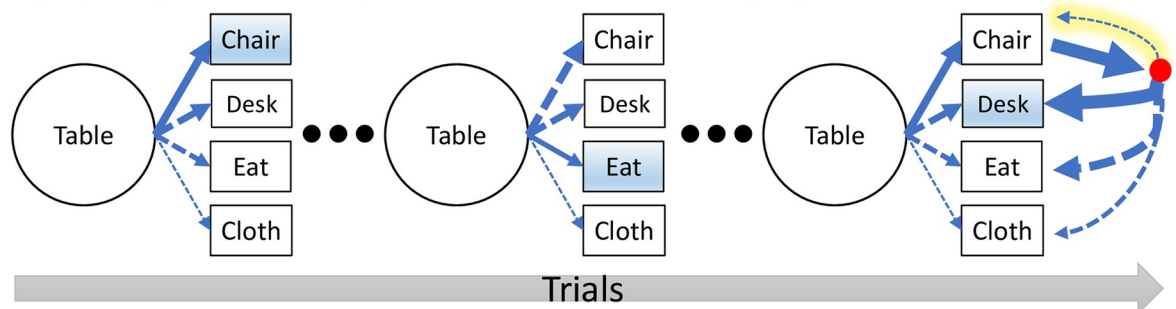 Table
Chair
Desk
Eat
Cloth
Table
Chair
Desk
Eat
Cloth
Table
Chair
Desk
Eat
Cloth
Trials